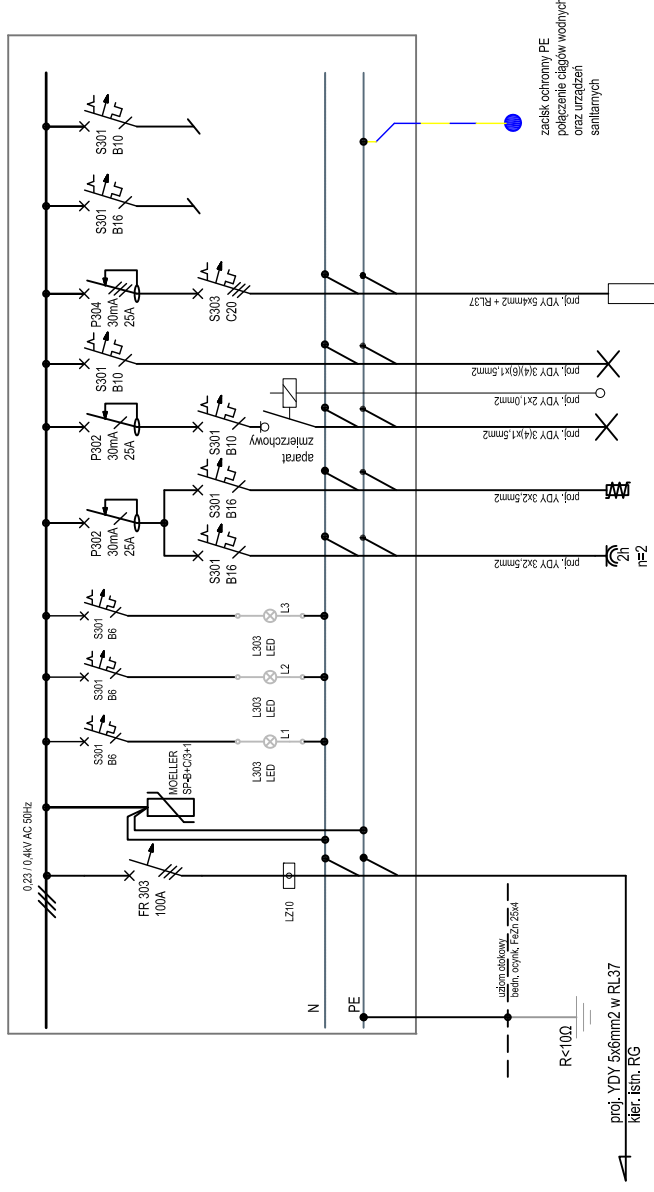 zacisk ochronny PE
połączenie ciągów wodnych
oraz urządzeń
sanitarnych
S301
B10
S301
B16
P304
30mA
25A
S303
C20
proj. YDY 5x4mm2 + RL37
S301
B10
proj. YDY 3/(4)(6)x1,5mm2
proj. YDY 2x1,0mm2
P302
30mA
25A
S301
B10
aparat
zmierzchowy
proj. YDY 3/(4)x1,5mm2
P302
30mA
25A
S301
B16
proj. YDY 3x2,5mm2
S301
B16
proj. YDY 3x2,5mm2
2h
n=2
S301
B6
L303
LED
L3
S301
B6
L303
LED
L2
S301
B6
L303
LED
L1
MOELLER
SP-B+C/3+1
0,23 / 0,4kV AC 50Hz
FR 303
100A
LZ10
N
PE
uziom otokowy
bedn. ocynk. FeZn 25x4
R<10Ω
proj. YDY 5x6mm2 w RL37
kier. istn. RG